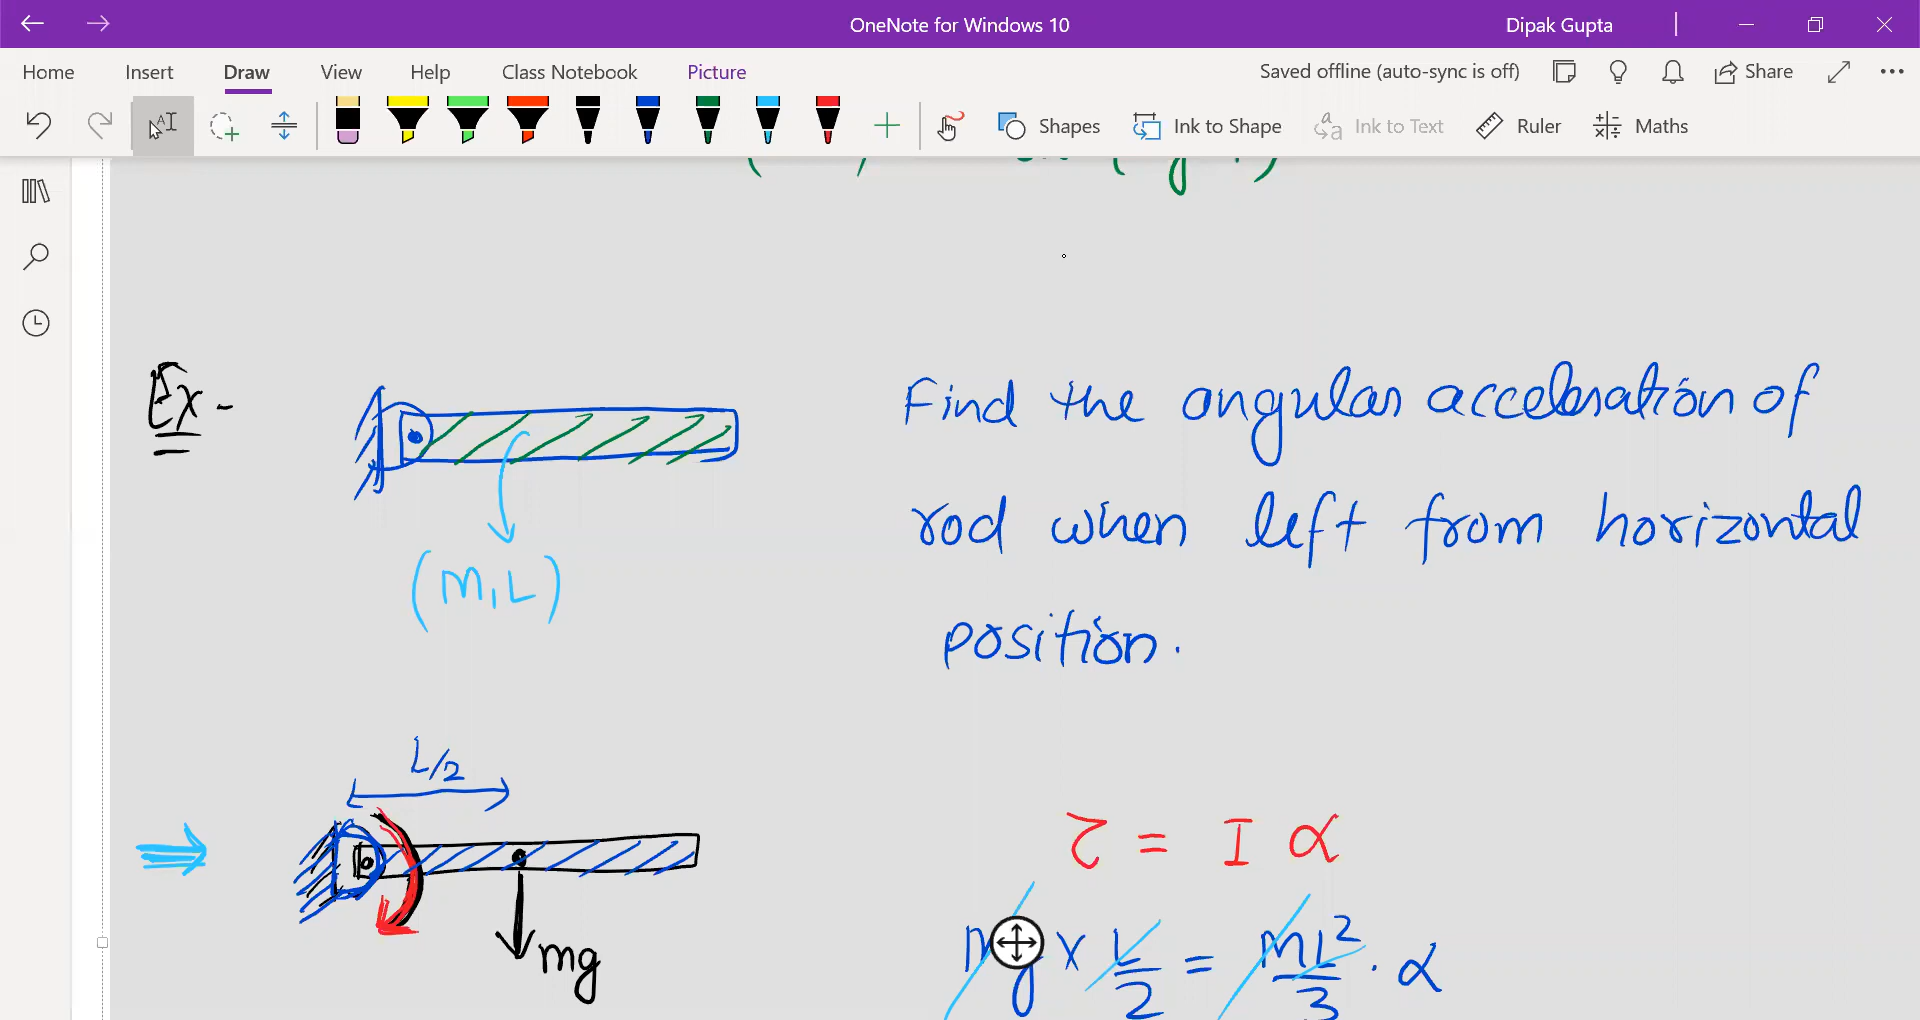 OneNote for Windows 10
Dipak Gupta
Home Insert Draw View Help Class Notebook Picture
Saved offline (auto-sync is off) Share
Shapes Ink to Shape Ink to Text Ruler Maths
Ex -
Find the angular acceleration of
rod when left from horizontal
position.
(M, L)
L/2
τ = I α
mg × L/2 = ML²/3 · α
mg